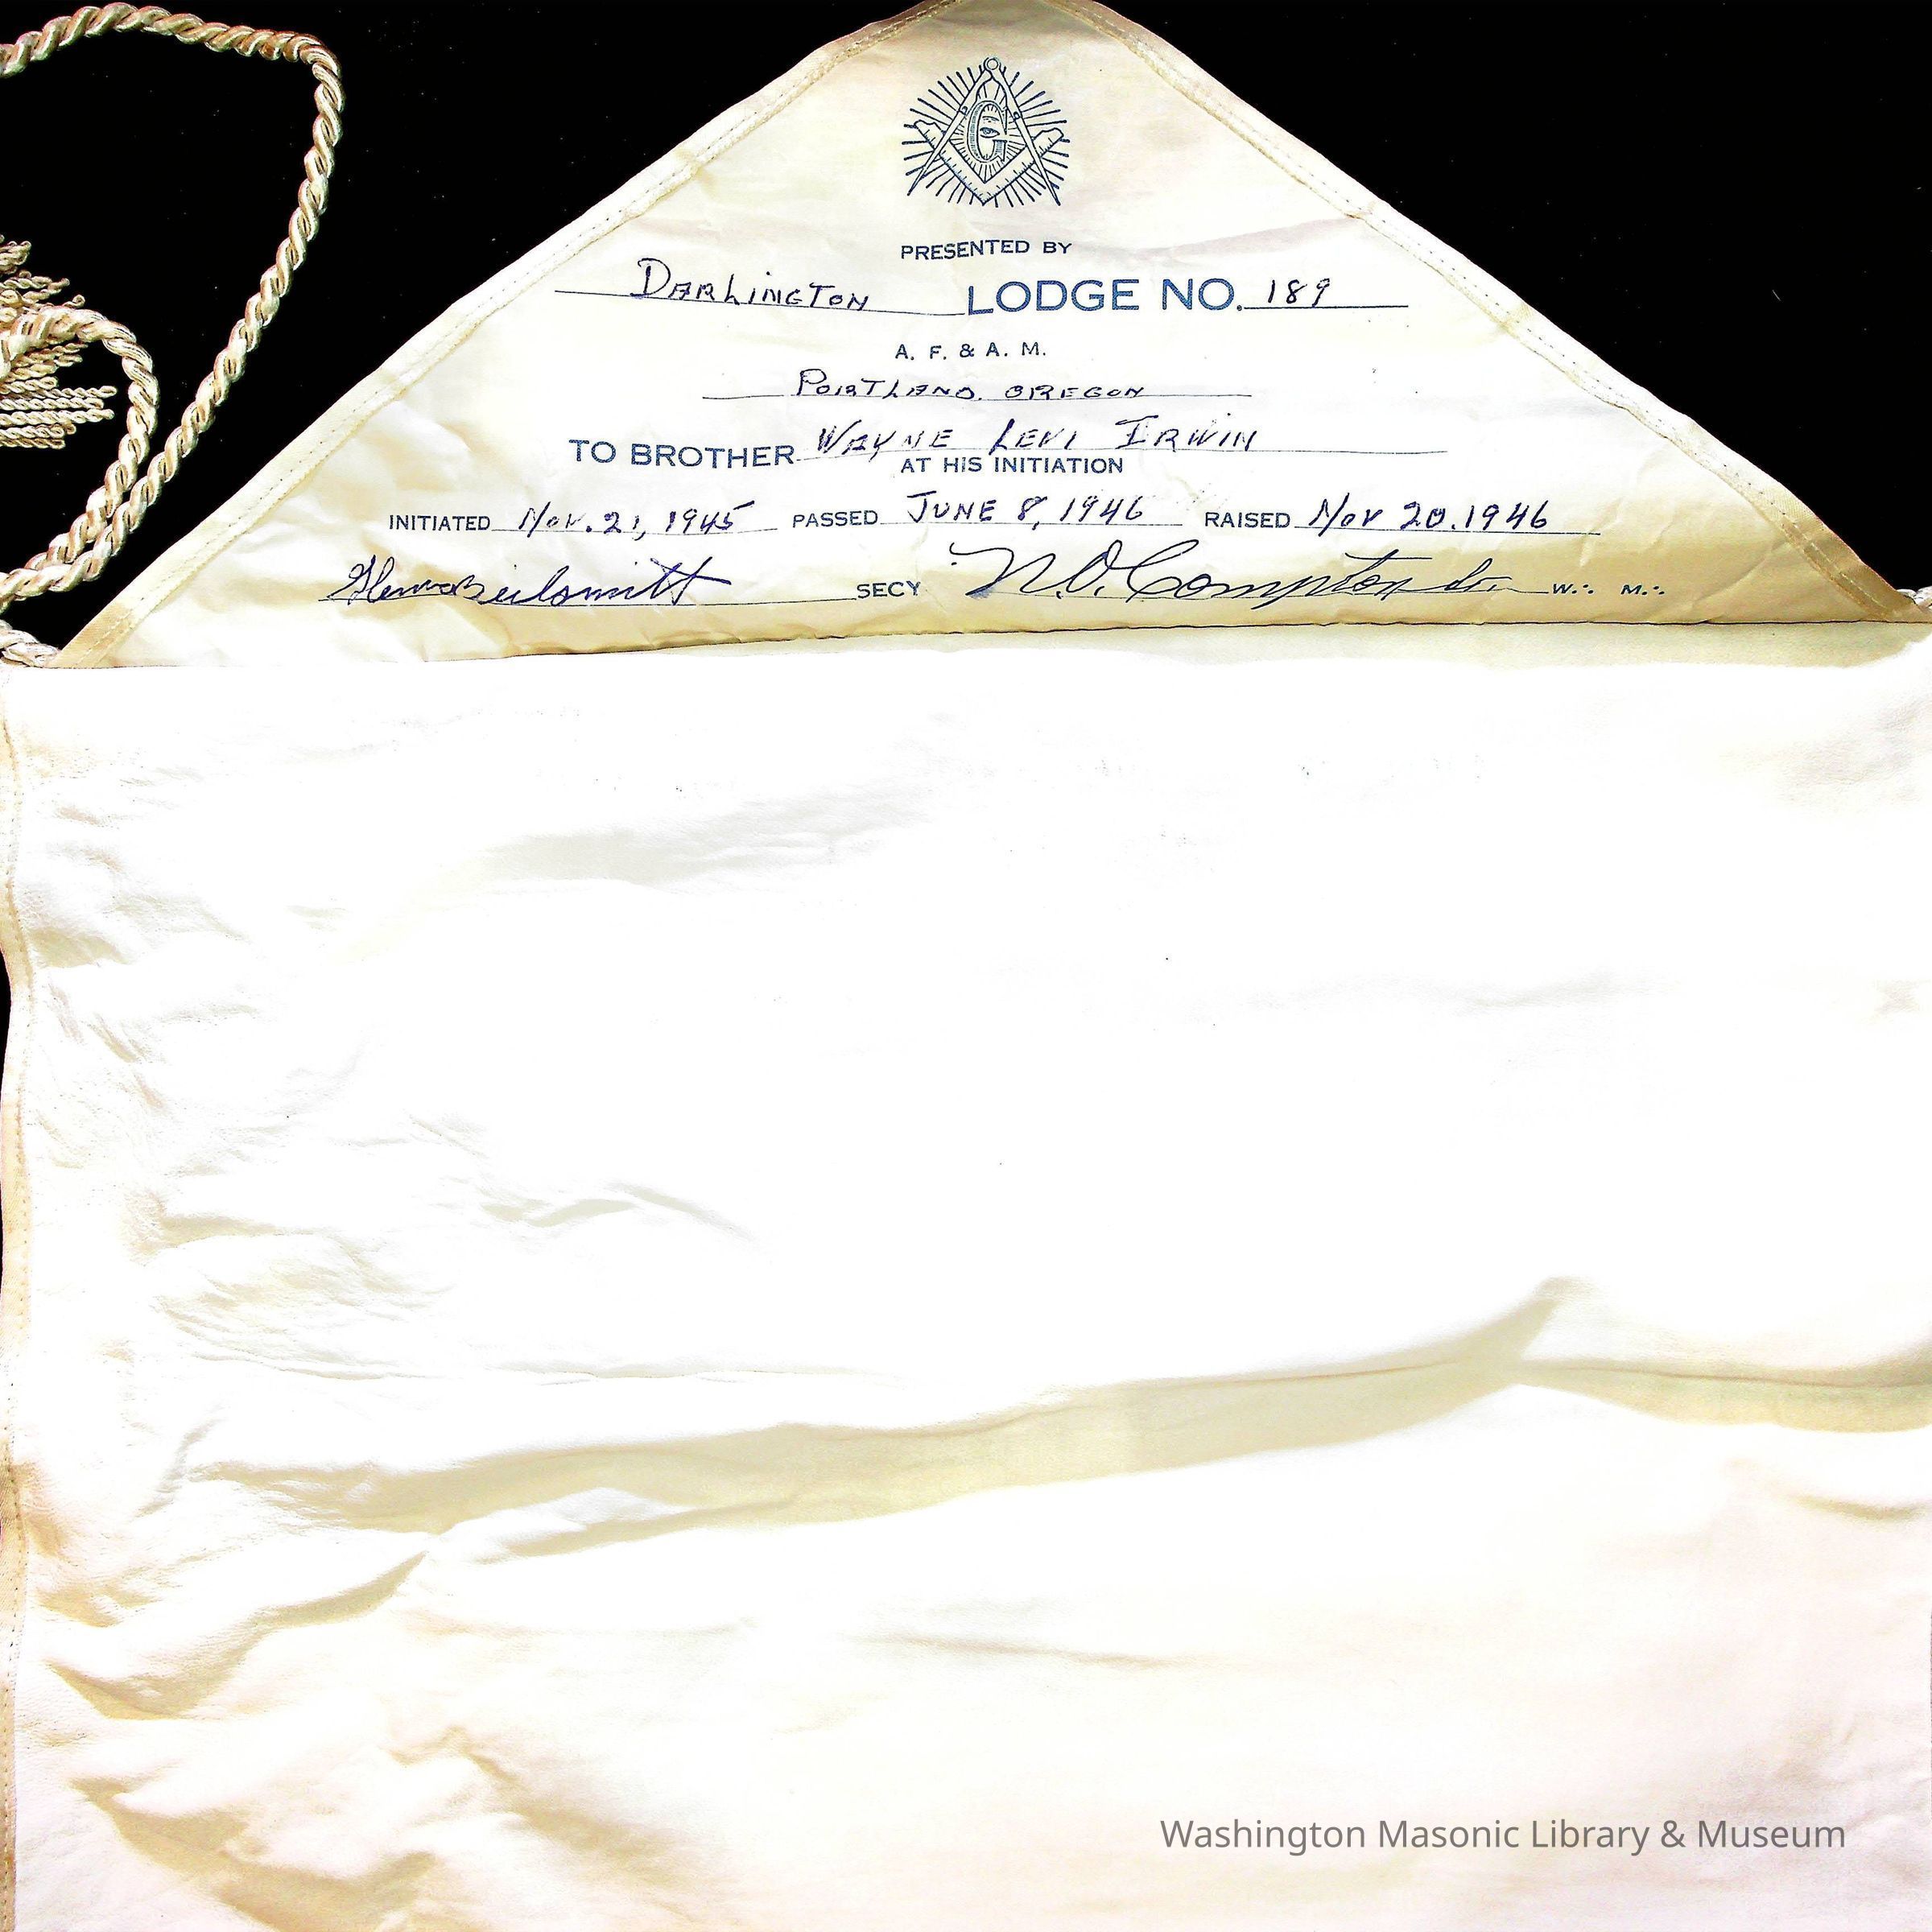 G
PRESENTED BY
DARLINGTON LODGE NO. 189
A. F. & A. M.
PORTLAND. OREGON
TO BROTHER WAYNE LEVI IRWIN
AT HIS INITIATION
INITIATED Nov. 21, 1945 PASSED JUNE 8, 1946 RAISED Nov 20. 1946
SECY N.O. Compton W∴ M∴
Washington Masonic Library & Museum